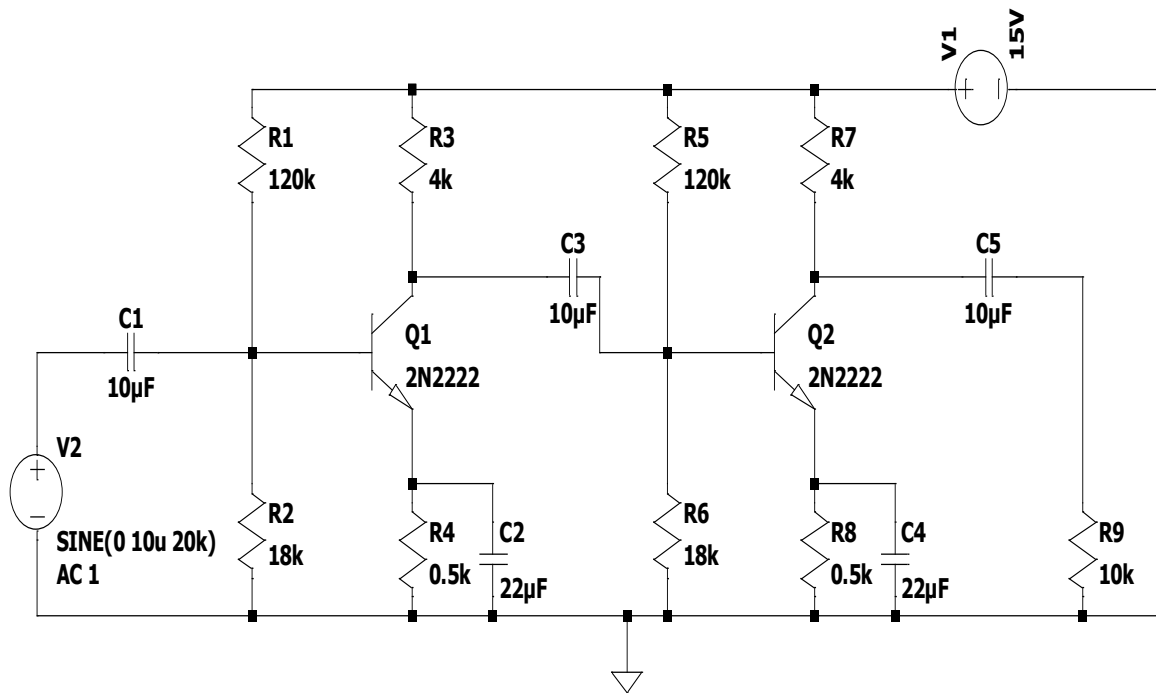 V1
15V
R1
120k
R3
4k
R5
120k
R7
4k
C3
10µF
C5
10µF
C1
10µF
Q1
2N2222
Q2
2N2222
V2
SINE(0 10u 20k)
AC 1
R2
18k
R4
0.5k
C2
22µF
R6
18k
R8
0.5k
C4
22µF
R9
10k